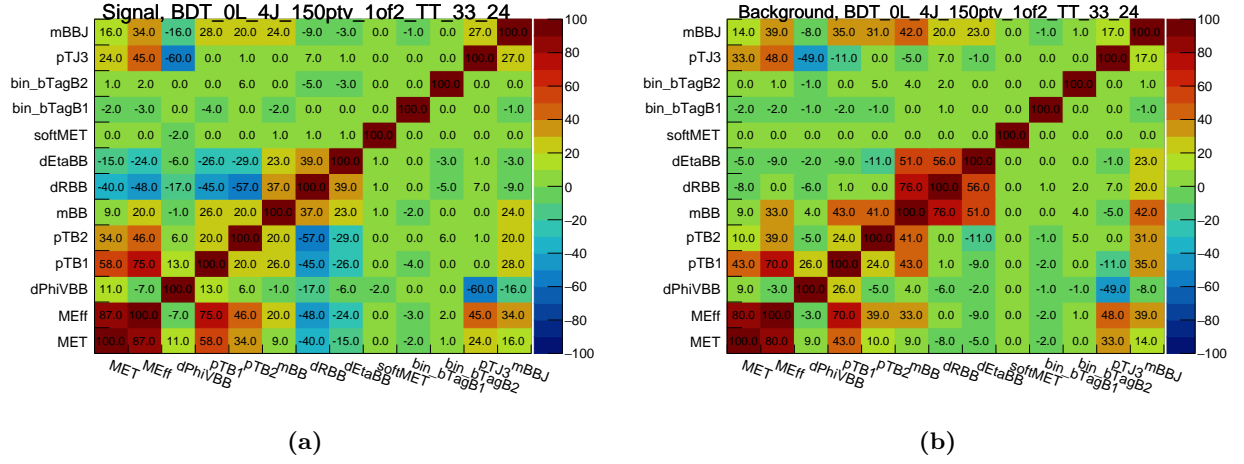 Signal, BDT_0L_4J_150ptv_1of2_TT_33_24
mBBJ 16.0 34.0 -16.0 28.0 20.0 24.0 -9.0 -3.0 0.0 -1.0 0.0 27.0 100.0
pTJ3 24.0 45.0 -60.0 0.0 1.0 0.0 7.0 1.0 0.0 0.0 0.0 100.0 27.0
bin_bTagB2 1.0 2.0 0.0 0.0 6.0 0.0 -5.0 -3.0 0.0 0.0 100.0 0.0 0.0
bin_bTagB1 -2.0 -3.0 0.0 -4.0 0.0 -2.0 0.0 0.0 0.0 100.0 0.0 0.0 -1.0
softMET 0.0 0.0 -2.0 0.0 0.0 1.0 1.0 1.0 100.0 0.0 0.0 0.0 0.0
dEtaBB -15.0 -24.0 -6.0 -26.0 -29.0 23.0 39.0 100.0 1.0 0.0 -3.0 1.0 -3.0
dRBB -40.0 -48.0 -17.0 -45.0 -57.0 37.0 100.0 39.0 1.0 0.0 -5.0 7.0 -9.0
mBB 9.0 20.0 -1.0 26.0 20.0 100.0 37.0 23.0 1.0 -2.0 0.0 0.0 24.0
pTB2 34.0 46.0 6.0 20.0 100.0 20.0 -57.0 -29.0 0.0 0.0 6.0 1.0 20.0
pTB1 58.0 75.0 13.0 100.0 20.0 26.0 -45.0 -26.0 0.0 -4.0 0.0 0.0 28.0
dPhiVBB 11.0 -7.0 100.0 13.0 6.0 -1.0 -17.0 -6.0 -2.0 0.0 0.0 -60.0 -16.0
MEff 87.0 100.0 -7.0 75.0 46.0 20.0 -48.0 -24.0 0.0 -3.0 2.0 45.0 34.0
MET 100.0 87.0 11.0 58.0 34.0 9.0 -40.0 -15.0 0.0 -2.0 1.0 24.0 16.0
MET MEff dPhiVBB pTB1 pTB2 mBB dRBB dEtaBB softMET bin_bTagB1 bin_bTagB2 pTJ3 mBBJ
100
80
60
40
20
0
−20
−40
−60
−80
−100
(a)
Background, BDT_0L_4J_150ptv_1of2_TT_33_24
mBBJ 14.0 39.0 -8.0 35.0 31.0 42.0 20.0 23.0 0.0 -1.0 1.0 17.0 100.0
pTJ3 33.0 48.0 -49.0 -11.0 0.0 -5.0 7.0 -1.0 0.0 0.0 0.0 100.0 17.0
bin_bTagB2 0.0 1.0 -1.0 0.0 5.0 4.0 2.0 0.0 0.0 0.0 100.0 0.0 1.0
bin_bTagB1 -2.0 -2.0 -1.0 -2.0 -1.0 0.0 1.0 0.0 0.0 100.0 0.0 0.0 -1.0
softMET 0.0 0.0 0.0 0.0 0.0 0.0 0.0 0.0 100.0 0.0 0.0 0.0 0.0
dEtaBB -5.0 -9.0 -2.0 -9.0 -11.0 51.0 56.0 100.0 0.0 0.0 0.0 -1.0 23.0
dRBB -8.0 0.0 -6.0 1.0 0.0 76.0 100.0 56.0 0.0 1.0 2.0 7.0 20.0
mBB 9.0 33.0 4.0 43.0 41.0 100.0 76.0 51.0 0.0 0.0 4.0 -5.0 42.0
pTB2 10.0 39.0 -5.0 24.0 100.0 41.0 0.0 -11.0 0.0 -1.0 5.0 0.0 31.0
pTB1 43.0 70.0 26.0 100.0 24.0 43.0 1.0 -9.0 0.0 -2.0 0.0 -11.0 35.0
dPhiVBB 9.0 -3.0 100.0 26.0 -5.0 4.0 -6.0 -2.0 0.0 -1.0 -1.0 -49.0 -8.0
MEff 80.0 100.0 -3.0 70.0 39.0 33.0 0.0 -9.0 0.0 -2.0 1.0 48.0 39.0
MET 100.0 80.0 9.0 43.0 10.0 9.0 -8.0 -5.0 0.0 -2.0 0.0 33.0 14.0
MET MEff dPhiVBB pTB1 pTB2 mBB dRBB dEtaBB softMET bin_bTagB1 bin_bTagB2 pTJ3 mBBJ
100
80
60
40
20
0
−20
−40
−60
−80
−100
(b)